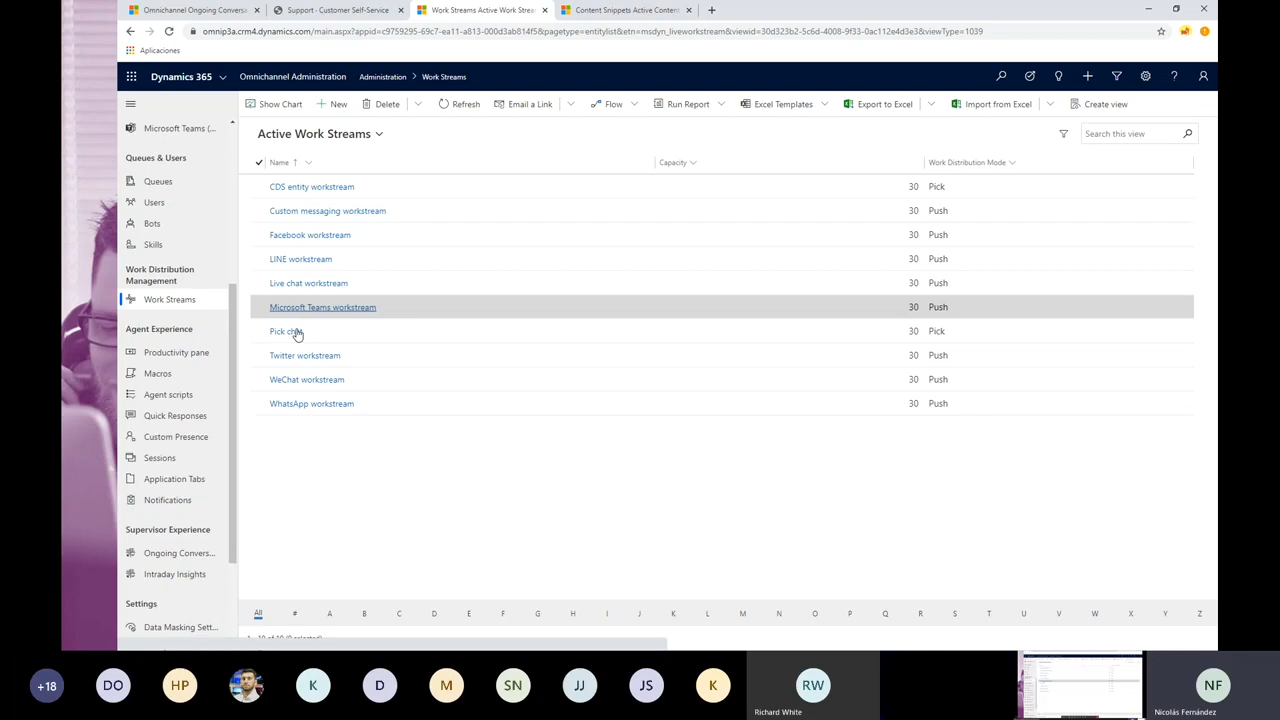 Omnichannel Ongoing Conversa
Support - Customer Self-Service
Work Streams Active Work Strea
Content Snippets Active Conten
omnip3a.crm4.dynamics.com/main.aspx?appid=c9759295-69c7-ea11-a813-000d3ab814f5&pagetype=entitylist&etn=msdyn_liveworkstream&viewid=30d323b2-5c6d-4008-9f33-0ac112e4d3e3&viewType=1039
Aplicaciones
Dynamics 365
Omnichannel Administration
Administration > Work Streams
Show Chart
New
Delete
Refresh
Email a Link
Flow
Run Report
Excel Templates
Export to Excel
Import from Excel
Create view
Microsoft Teams (...
Queues & Users
Queues
Users
Bots
Skills
Work Distribution
Management
Work Streams
Agent Experience
Productivity pane
Macros
Agent scripts
Quick Responses
Custom Presence
Sessions
Application Tabs
Notifications
Supervisor Experience
Ongoing Convers...
Intraday Insights
Settings
Data Masking Sett...
Active Work Streams
Search this view
Name ↑ Capacity Work Distribution Mode
CDS entity workstream 30 Pick
Custom messaging workstream 30 Push
Facebook workstream 30 Push
LINE workstream 30 Push
Live chat workstream 30 Push
Microsoft Teams workstream 30 Push
Pick chat 30 Pick
Twitter workstream 30 Push
WeChat workstream 30 Push
WhatsApp workstream 30 Push
All # A B C D E F G H I J K L M N O P Q R S T U V W X Y Z
+18 DO HP K D M SN JJ JS K RW NF
Richard White
Nicolás Fernández